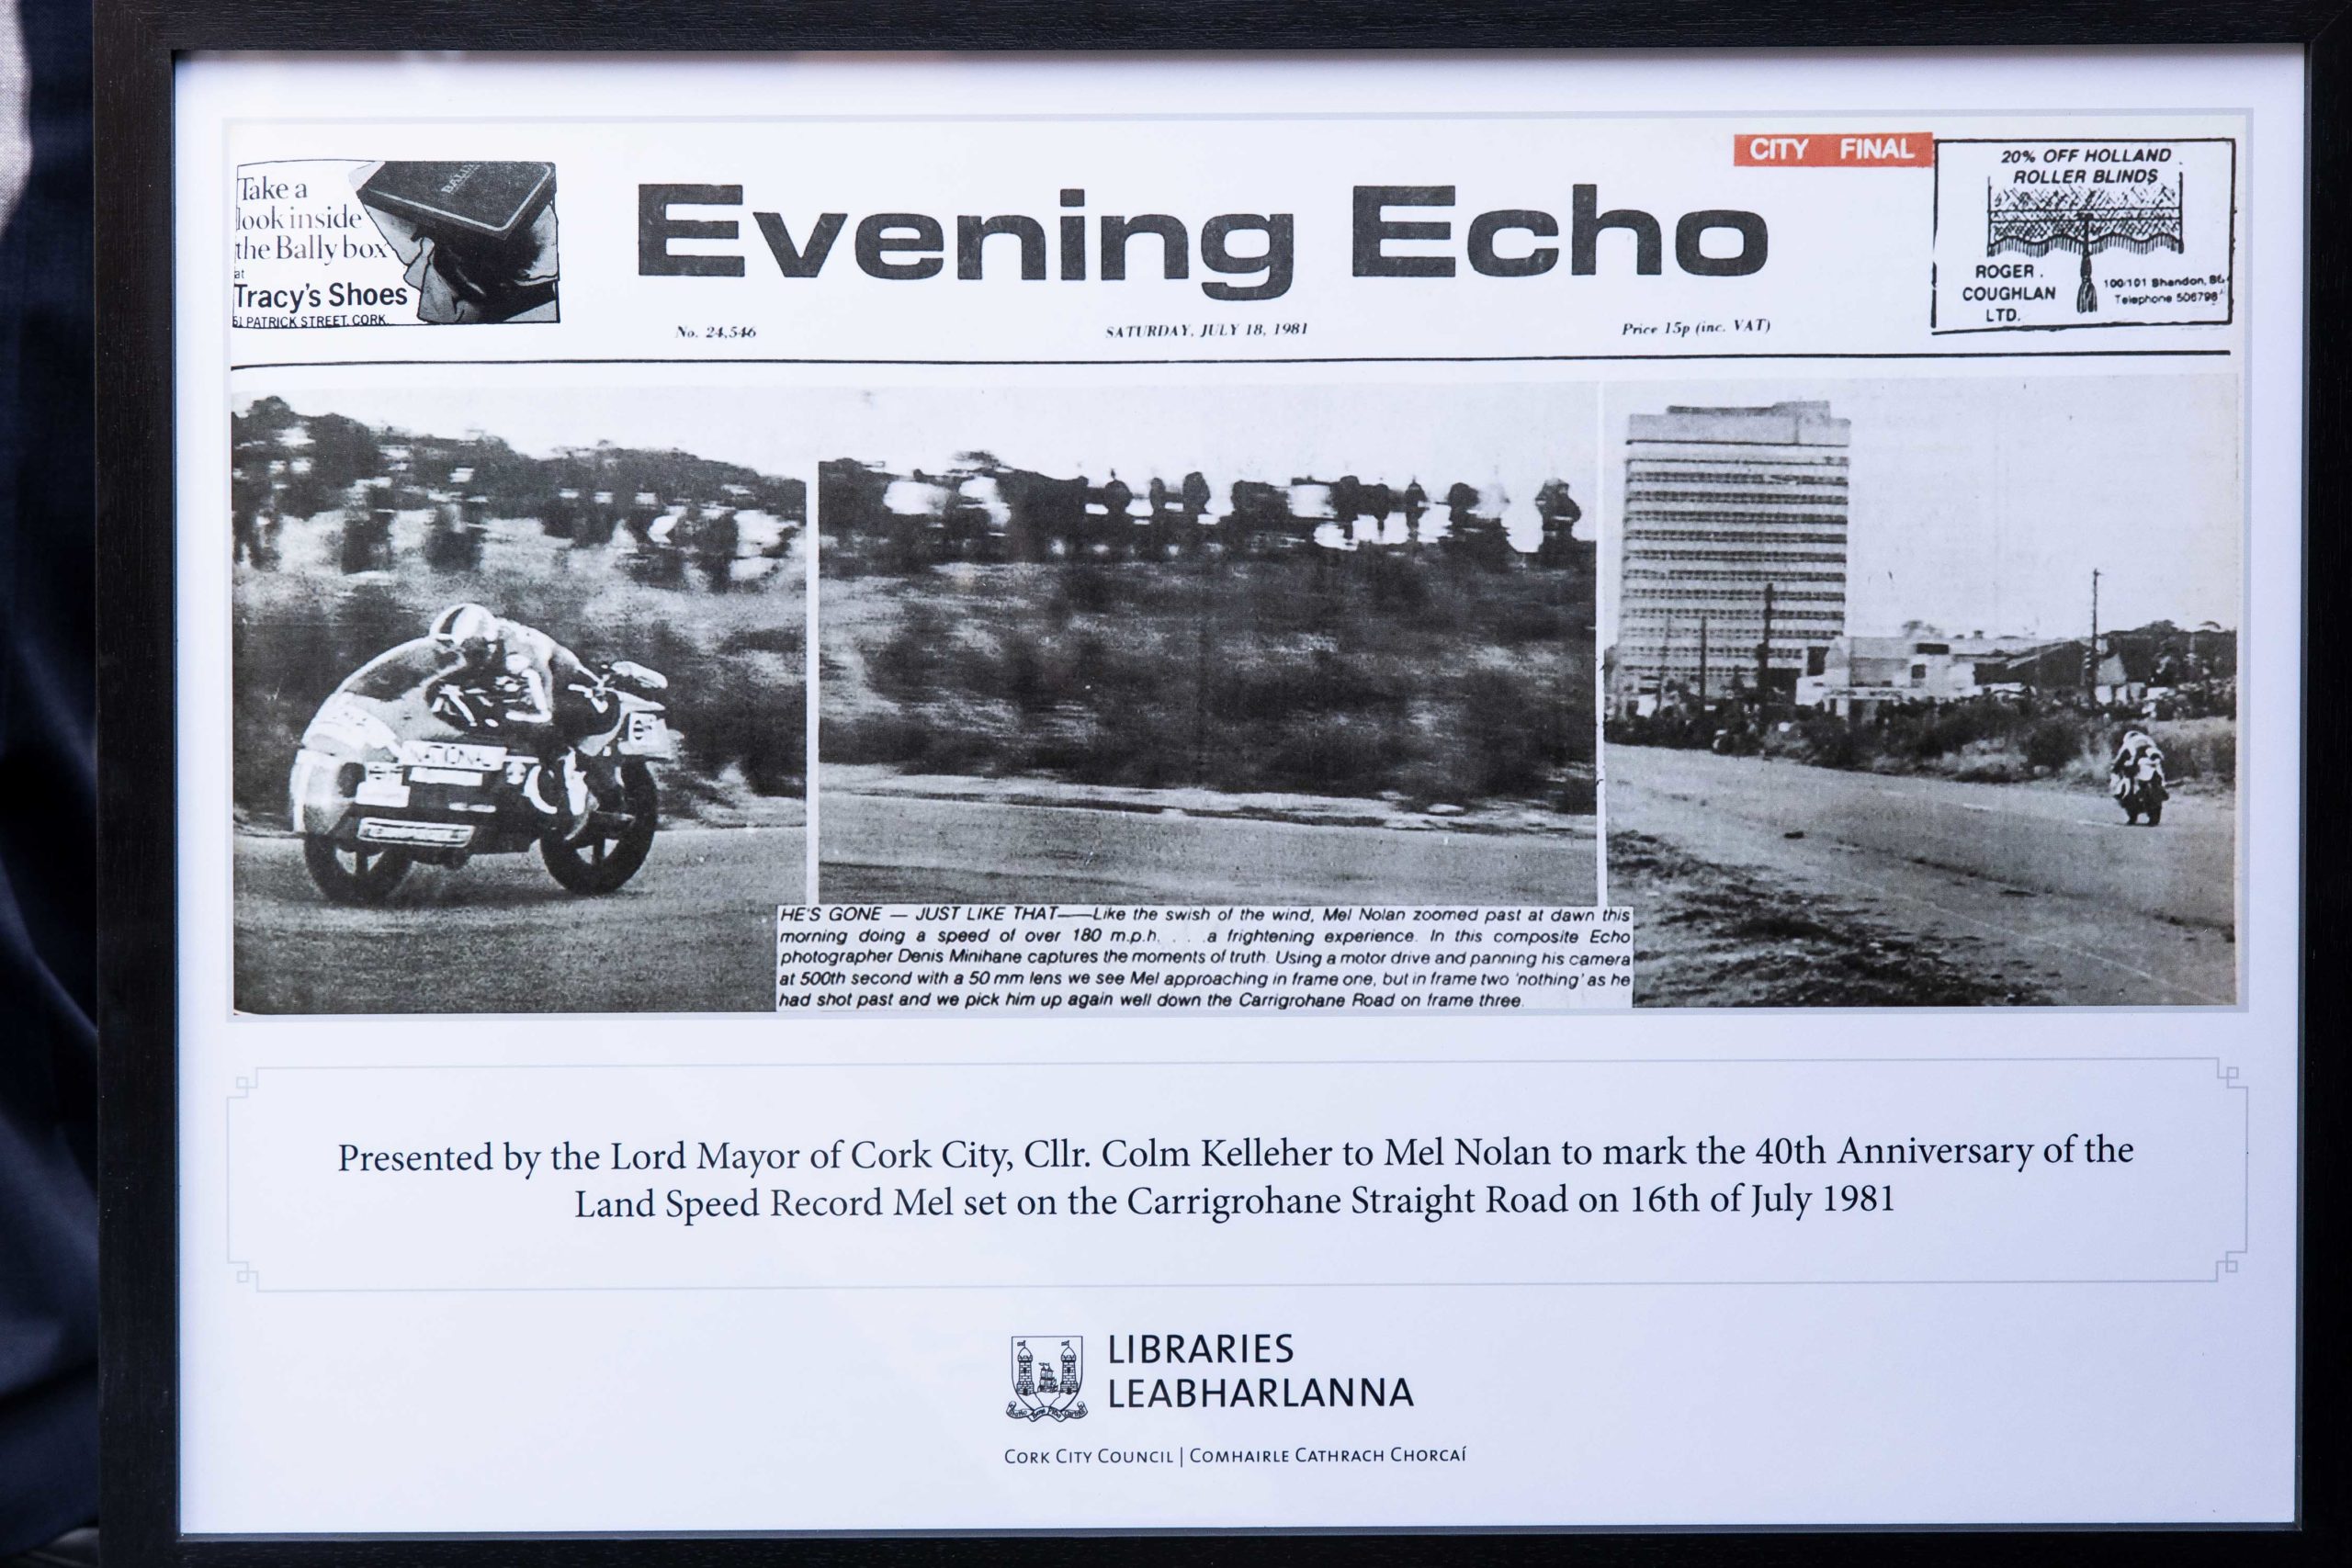 CITY FINAL
Take a
look inside
the Bally box
at
Tracy's Shoes
51 PATRICK STREET, CORK.
BALLY
Evening Echo
20% OFF HOLLAND
ROLLER BLINDS
ROGER
COUGHLAN
LTD.
100/101 Shandon, St.
Telephone 506798
No. 24,546
SATURDAY, JULY 18, 1981
Price 15p (inc. VAT)
HE'S GONE — JUST LIKE THAT——Like the swish of the wind, Mel Nolan zoomed past at dawn this
morning doing a speed of over 180 m.p.h. . . .a frightening experience. In this composite Echo
photographer Denis Minihane captures the moments of truth. Using a motor drive and panning his camera
at 500th second with a 50 mm lens we see Mel approaching in frame one, but in frame two 'nothing' as he
had shot past and we pick him up again well down the Carrigrohane Road on frame three.
Presented by the Lord Mayor of Cork City, Cllr. Colm Kelleher to Mel Nolan to mark the 40th Anniversary of the
Land Speed Record Mel set on the Carrigrohane Straight Road on 16th of July 1981
LIBRARIES
LEABHARLANNA
CORK CITY COUNCIL | COMHAIRLE CATHRACH CHORCAÍ